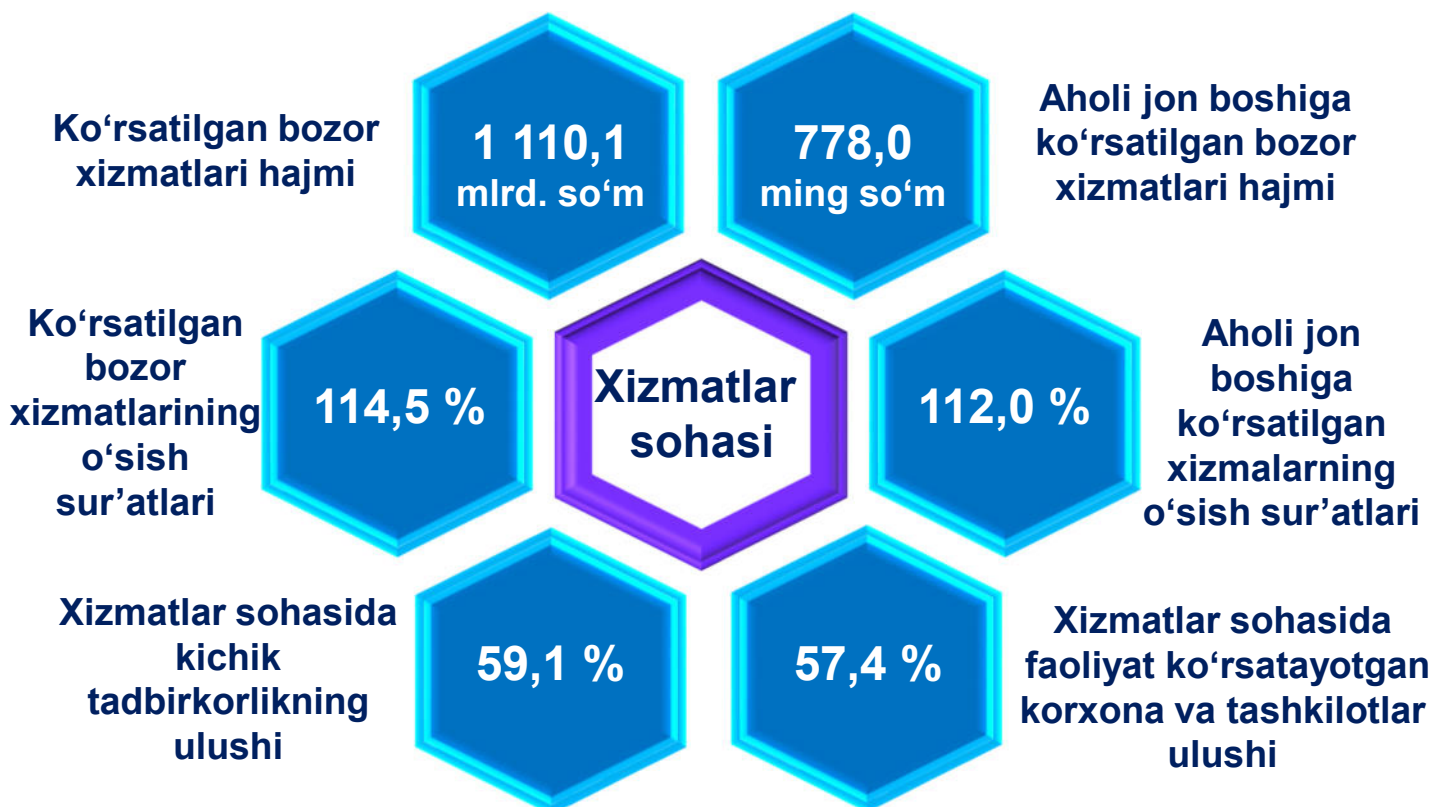 Ko‘rsatilgan bozor
xizmatlari hajmi
1 110,1
mlrd. so‘m
778,0
ming so‘m
Aholi jon boshiga
ko‘rsatilgan bozor
xizmatlari hajmi
Ko‘rsatilgan
bozor
xizmatlarining
o‘sish
sur’atlari
114,5 %
Xizmatlar
sohasi
112,0 %
Aholi jon
boshiga
ko‘rsatilgan
xizmalarning
o‘sish sur’atlari
Xizmatlar sohasida
kichik
tadbirkorlikning
ulushi
59,1 %
57,4 %
Xizmatlar sohasida
faoliyat ko‘rsatayotgan
korxona va tashkilotlar
ulushi